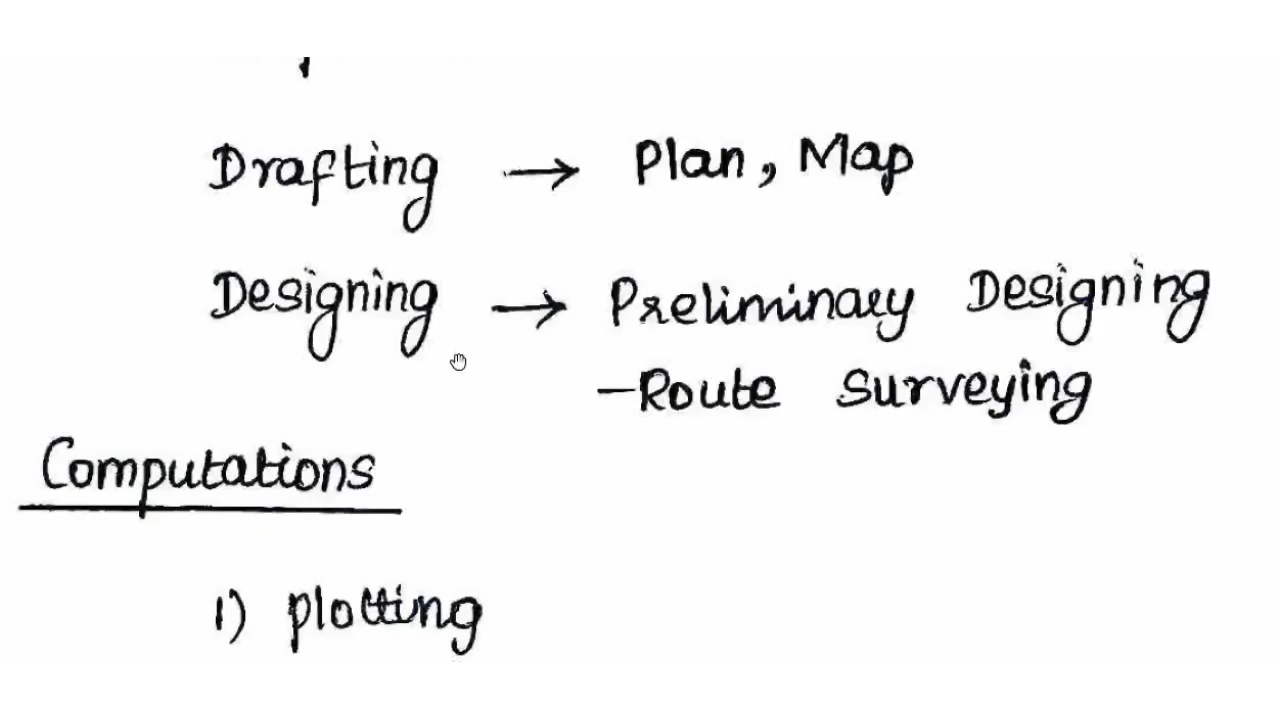 Drafting → Plan, Map
Designing → Preliminary Designing
-Route Surveying
Computations
1) plotting